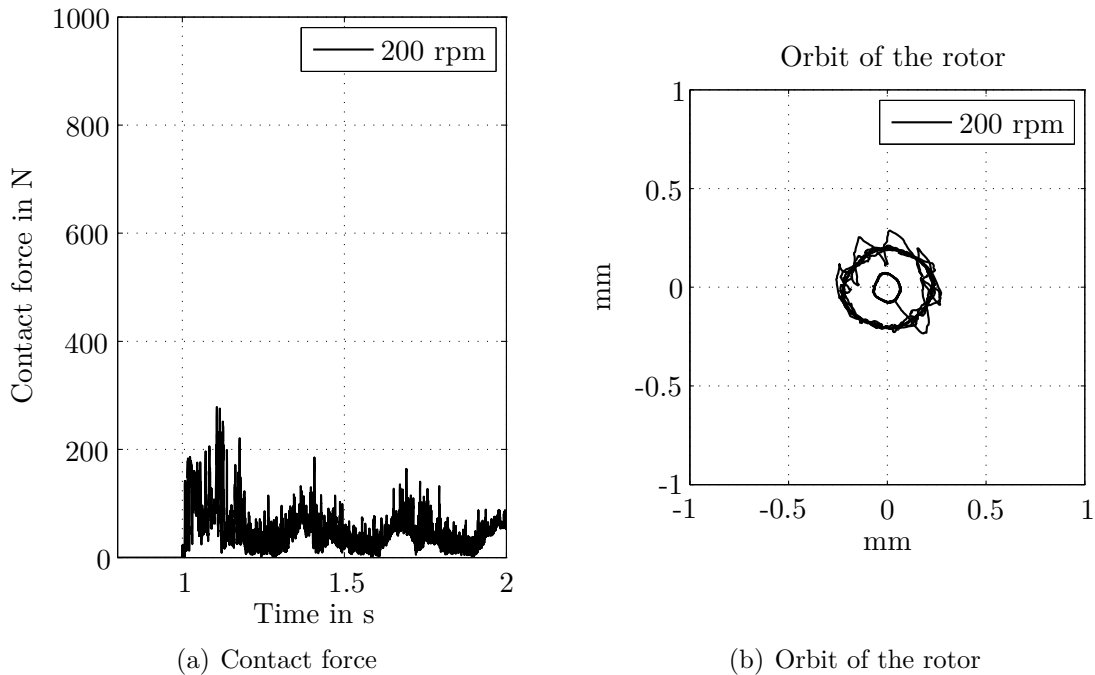 1000
800
600
400
200
0
Contact force in N
200 rpm
1
1.5
2
Time in s
(a) Contact force
Orbit of the rotor
1
0.5
0
-0.5
-1
mm
200 rpm
-1
-0.5
0
0.5
1
mm
(b) Orbit of the rotor